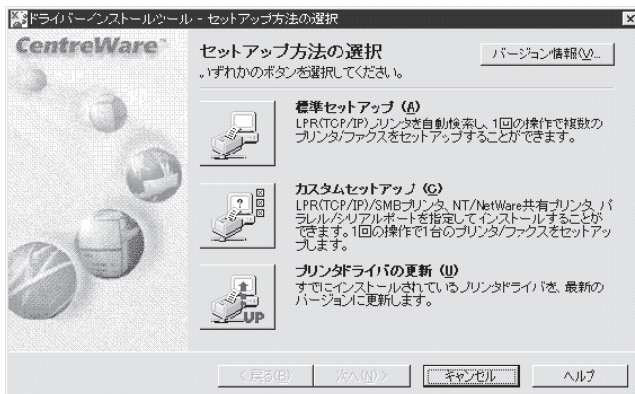 ドライバーインストールツール - セットアップ方法の選択
CentreWare™
セットアップ方法の選択
いずれかのボタンを選択してください。
バージョン情報(V)...
標準セットアップ (A)
LPR(TCP/IP)プリンタを自動検索し、1回の操作で複数の
プリンタ/ファクスをセットアップすることができます。
カスタムセットアップ (C)
LPR(TCP/IP)/SMBプリンタ、NT/NetWare共有プリンタ、パ
ラレル/シリアルポートを指定してインストールすることが
できます。1回の操作で1台のプリンタ/ファクスをセットアッ
プします。
プリンタドライバの更新 (U)
すでにインストールされているプリンタドライバを、最新の
バージョンに更新します。
UP
< 戻る(B)
次へ(N) >
キャンセル
ヘルプ